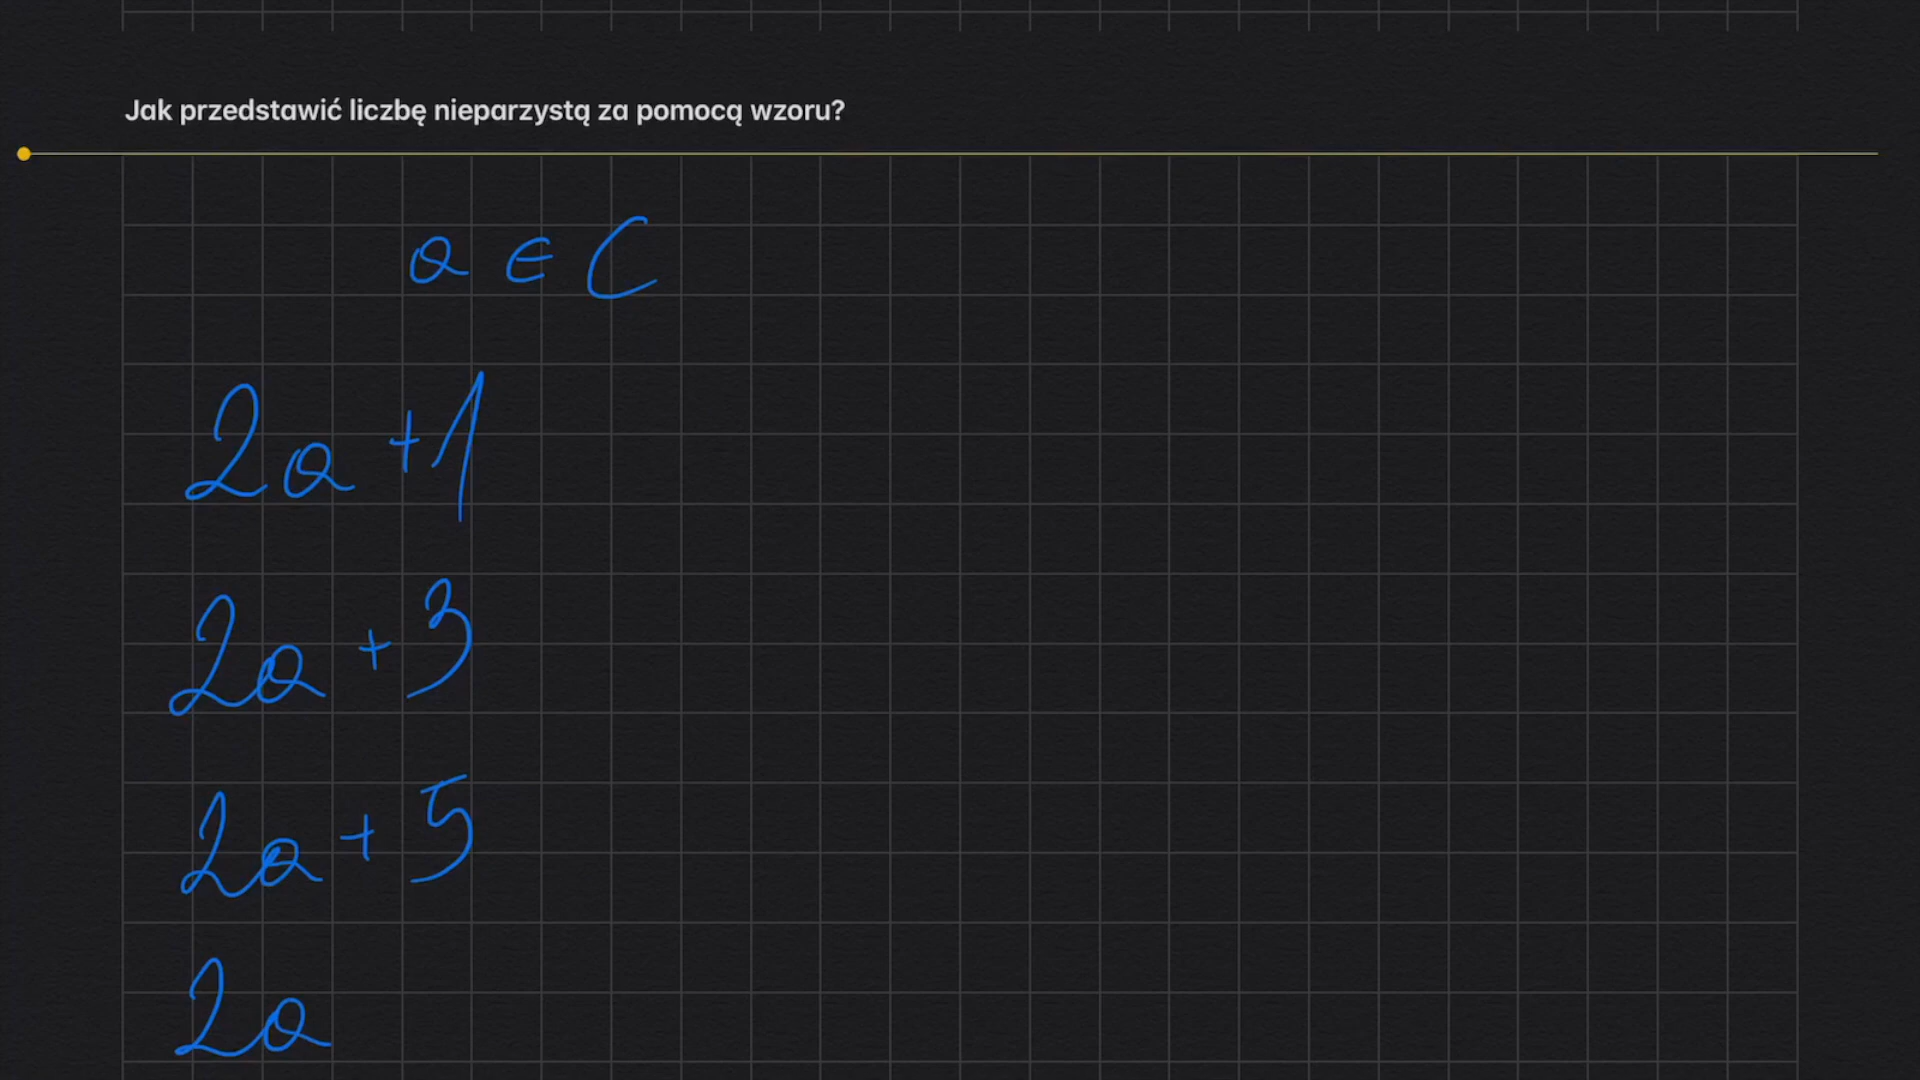 Jak przedstawić liczbę nieparzystą za pomocą wzoru?
a ∈ C
2a + 1
2a + 3
2a + 5
2a